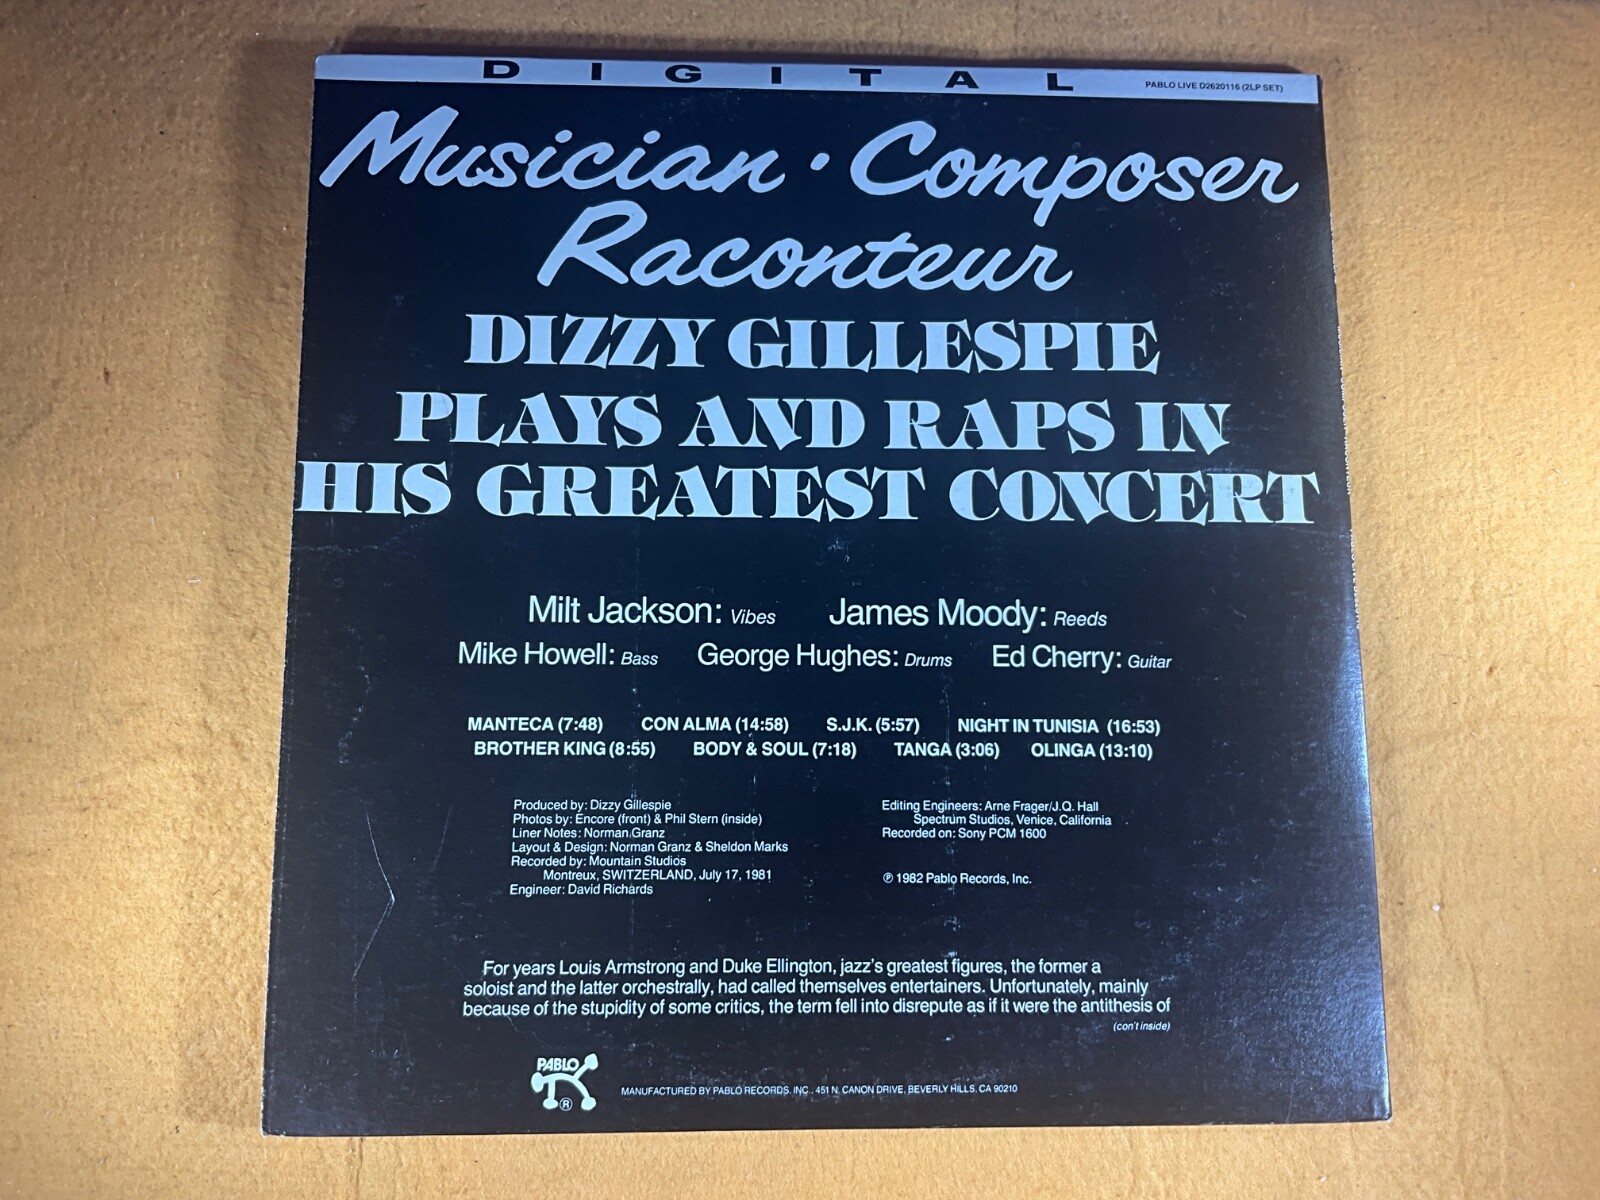 DIGITAL
PABLO LIVE D2620116 (2LP SET)
Musician · Composer
Raconteur
DIZZY GILLESPIE
PLAYS AND RAPS IN
HIS GREATEST CONCERT
Milt Jackson: Vibes James Moody: Reeds
Mike Howell: Bass George Hughes: Drums Ed Cherry: Guitar
MANTECA (7:48) CON ALMA (14:58) S.J.K. (5:57) NIGHT IN TUNISIA (16:53)
BROTHER KING (8:55) BODY & SOUL (7:18) TANGA (3:06) OLINGA (13:10)
Produced by: Dizzy Gillespie
Photos by: Encore (front) & Phil Stern (inside)
Liner Notes: Norman Granz
Layout & Design: Norman Granz & Sheldon Marks
Recorded by: Mountain Studios
Montreux, SWITZERLAND, July 17, 1981
Engineer: David Richards
Editing Engineers: Arne Frager/J.Q. Hall
Spectrum Studios, Venice, California
Recorded on: Sony PCM 1600
℗ 1982 Pablo Records, Inc.
For years Louis Armstrong and Duke Ellington, jazz's greatest figures, the former a
soloist and the latter orchestrally, had called themselves entertainers. Unfortunately, mainly
because of the stupidity of some critics, the term fell into disrepute as if it were the antithesis of
(con't inside)
PABLO
®
MANUFACTURED BY PABLO RECORDS, INC., 451 N. CANON DRIVE, BEVERLY HILLS, CA 90210